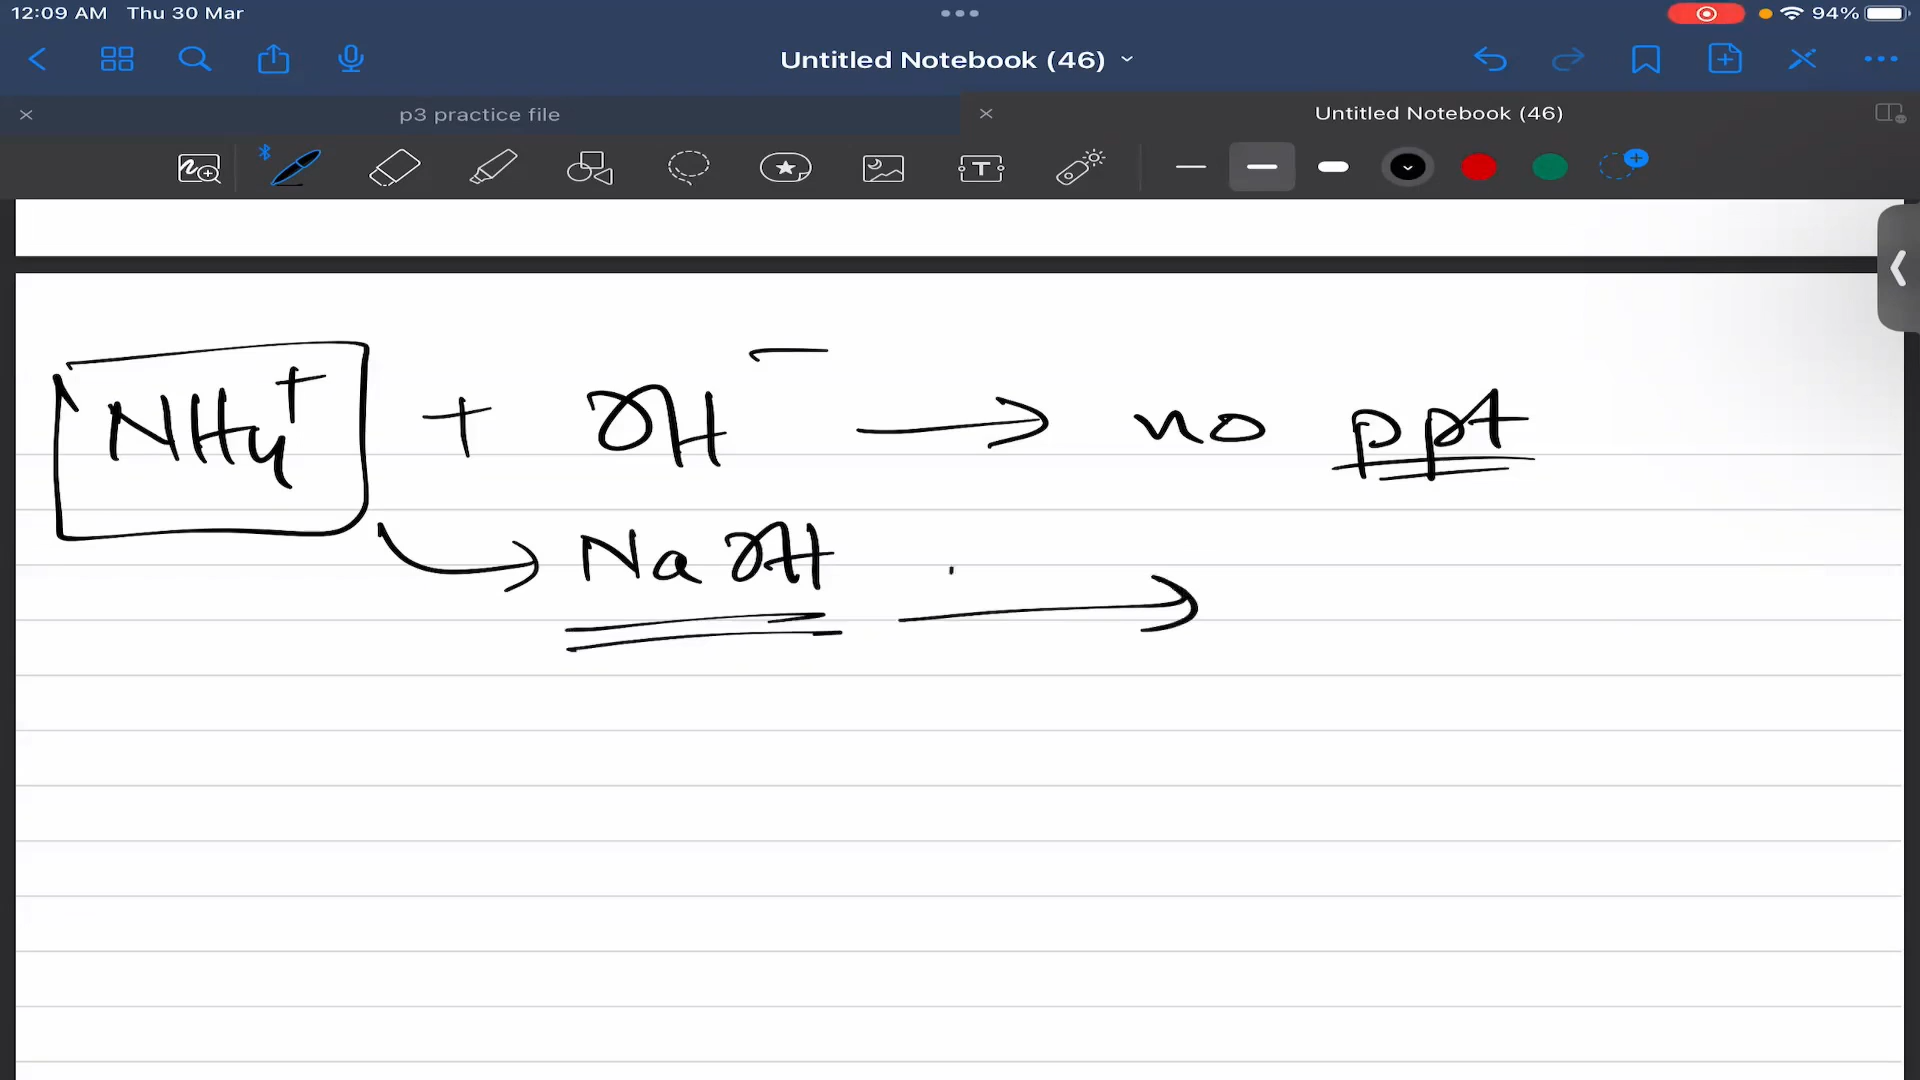 12:09 AM Thu 30 Mar
94%
Untitled Notebook (46)
p3 practice file
Untitled Notebook (46)
T
NH4+ + OH⁻ → no ppt
→ NaOH →